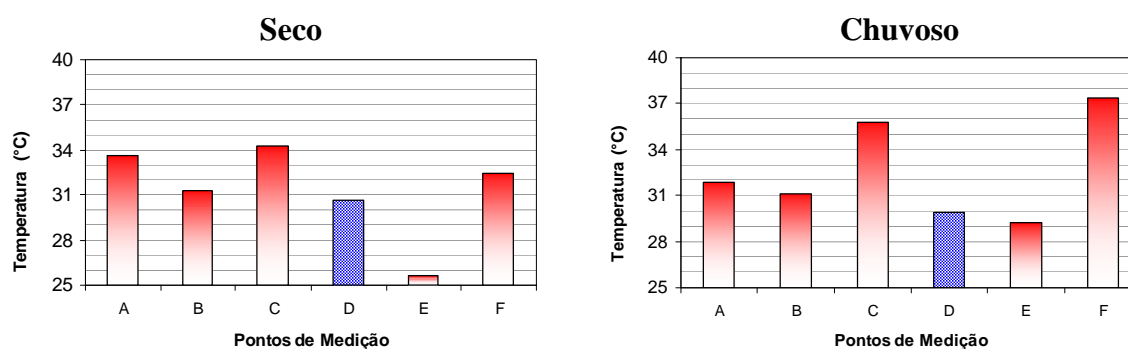 Seco
40
37
34
31
28
25
Temperatura (°C)
A B C D E F
Pontos de Medição
Chuvoso
40
37
34
31
28
25
Temperatura (°C)
A B C D E F
Pontos de Medição